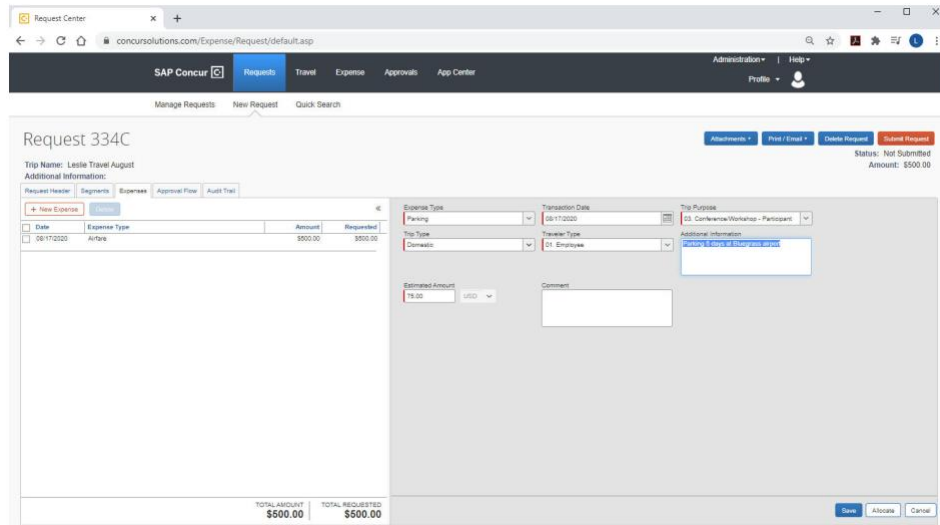 Request Center
concursolutions.com/Expense/Request/default.asp
L
Administration | Help
SAP Concur C Requests Travel Expense Approvals App Center
Profile
Manage Requests New Request Quick Search
Request 334C
Attachments Print / Email Delete Request Submit Request
Status: Not Submitted
Amount: $500.00
Trip Name: Leslie Travel August
Additional Information:
Request Header Segments Expenses Approval Flow Audit Trail
+ New Expense Delete
Date Expense Type Amount Requested
08/17/2020 Airfare $500.00 $500.00
Expense Type Transaction Date Trip Purpose
Parking 08/17/2020 03. Conference/Workshop - Participant
Trip Type Traveler Type Additional Information
Domestic 01. Employee Parking 5 days at Bluegrass airport
Estimated Amount Comment
75.00 USD
TOTAL AMOUNT TOTAL REQUESTED
$500.00 $500.00
Save Allocate Cancel